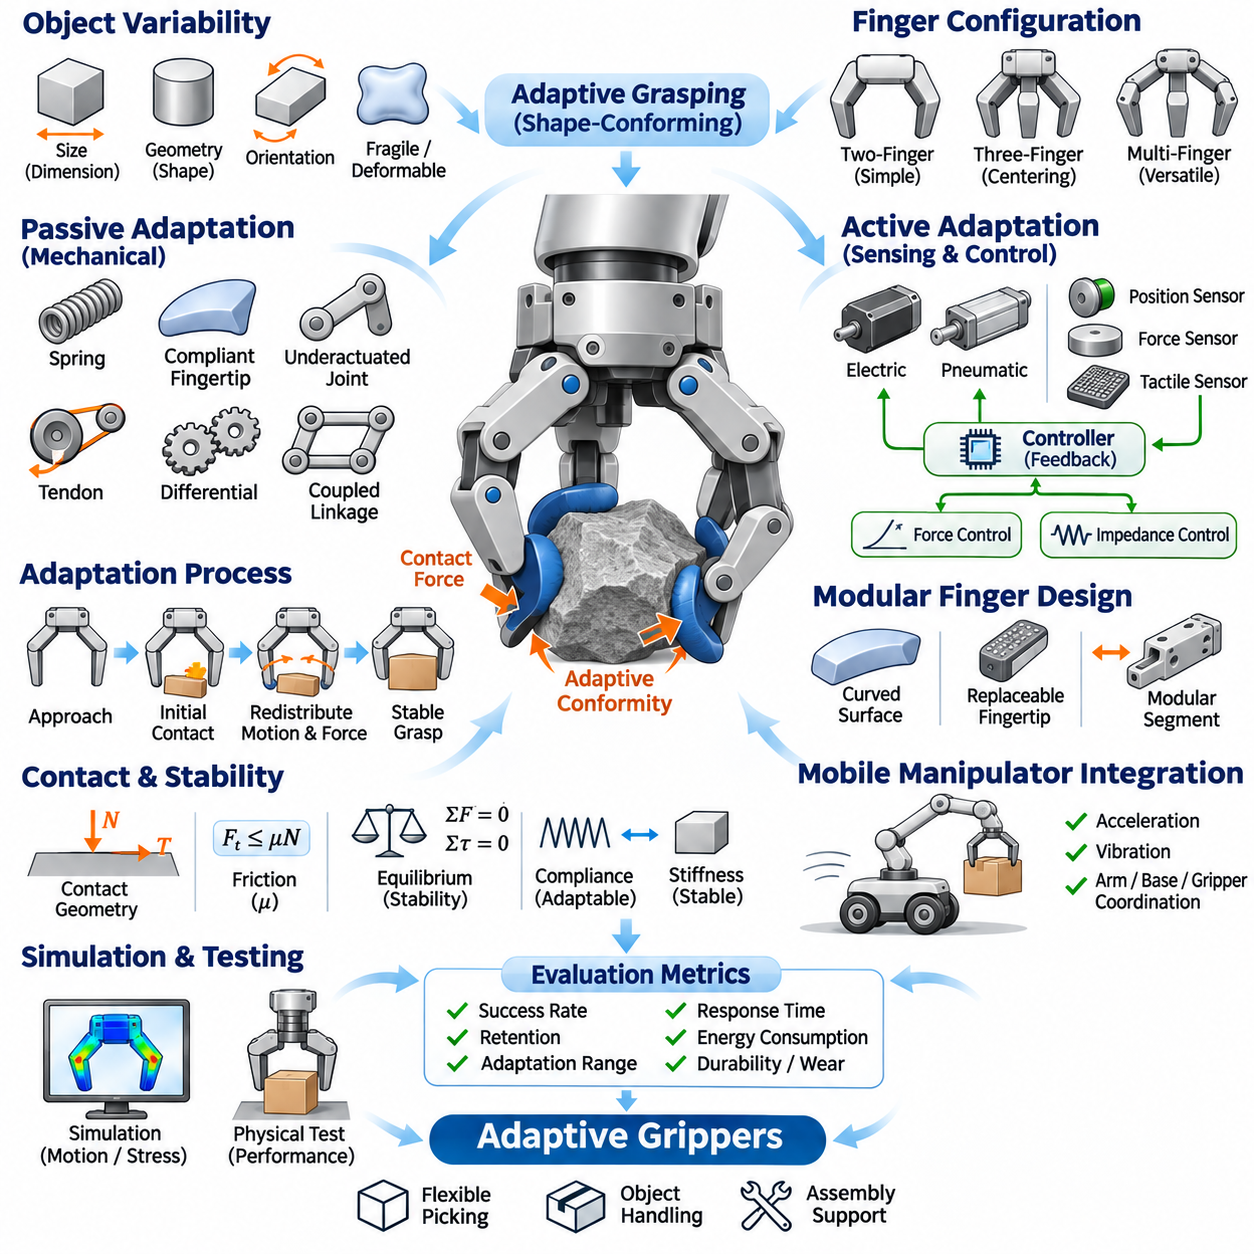 Object Variability
Size
(Dimension)
Geometry
(Shape)
Orientation
Fragile /
Deformable
Adaptive Grasping
(Shape-Conforming)
Finger Configuration
Two-Finger
(Simple)
Three-Finger
(Centering)
Multi-Finger
(Versatile)
Passive Adaptation
(Mechanical)
Spring
Compliant
Fingertip
Underactuated
Joint
Tendon
Differential
Coupled
Linkage
Active Adaptation
(Sensing & Control)
Electric
Pneumatic
Position Sensor
Force Sensor
Tactile Sensor
Controller
(Feedback)
Force Control
Impedance Control
Contact
Force
Adaptive
Conformity
Adaptation Process
Approach
Initial
Contact
Redistribute
Motion & Force
Stable
Grasp
Modular Finger Design
Curved
Surface
Replaceable
Fingertip
Modular
Segment
Contact & Stability
N
T
Contact
Geometry
Fₜ ≤ μN
Friction
(μ)
ΣF = 0
Στ = 0
Equilibrium
(Stability)
Compliance
(Adaptable)
Stiffness
(Stable)
Mobile Manipulator Integration
Acceleration
Vibration
Arm / Base / Gripper
Coordination
Simulation & Testing
Simulation
(Motion / Stress)
Physical Test
(Performance)
Evaluation Metrics
Success Rate
Retention
Adaptation Range
Response Time
Energy Consumption
Durability / Wear
Adaptive Grippers
Flexible
Picking
Object
Handling
Assembly
Support